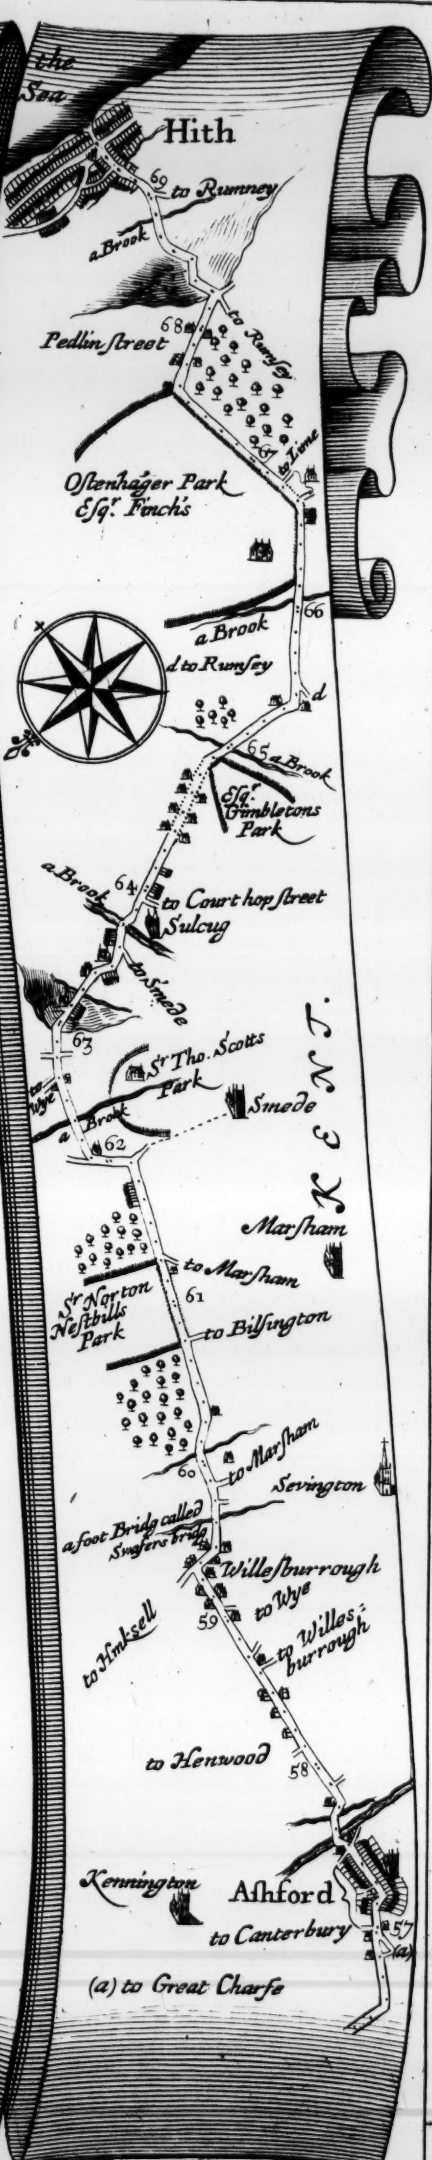 the
Sea
Hith
69
to Rumney
a Brook
68
to Rumſey
Pedlin ſtreet
67
to Lime
Oſtenhager Park
Eſqr. Finch's
66
a Brook
d to Rumſey
d
65
a Brook
Eſqr
Gimbletons
Park
64
a Brook
to Court hop ſtreet
Sulcug
to Smede
63
Sr Tho. Scotts
Park
to
Wye
a Brook
Smede
62
KENT.
Marſham
to Marſham
61
Sr Norton
Neſtbills
Park
to Bilſington
60
to Marſham
Sevington
a foot Bridg called
Swafers bridg
Willeſburrough
59
to Wye
to Hinkſell
to Willeſ=
burrough
to Henwood
58
Kennington
Aſhford
to Canterbury
57
(a)
(a) to Great Charſe